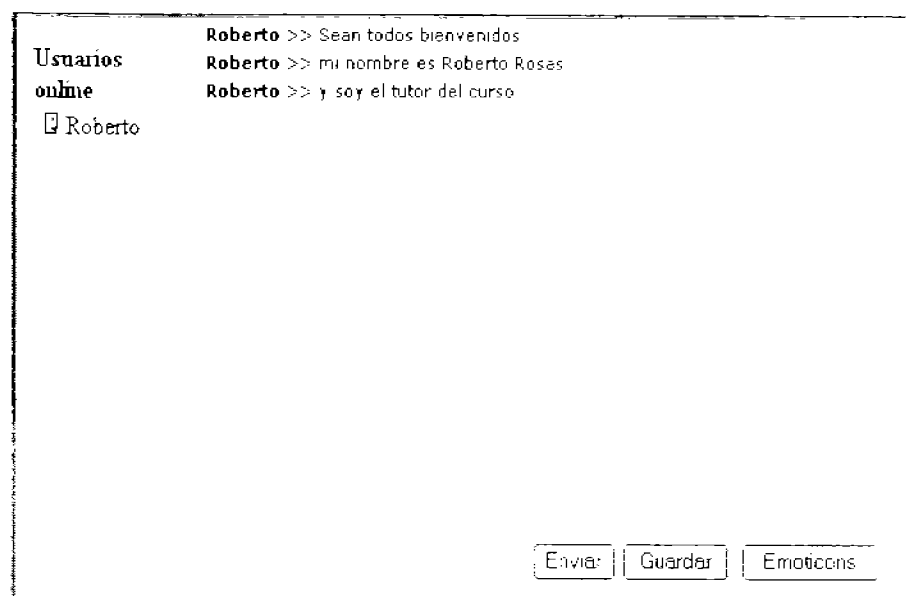 Usuarios
online
Roberto
Roberto >> Sean todos bienvenidos
Roberto >> mi nombre es Roberto Rosas
Roberto >> y soy el tutor del curso
Enviar Guardar Emoticons